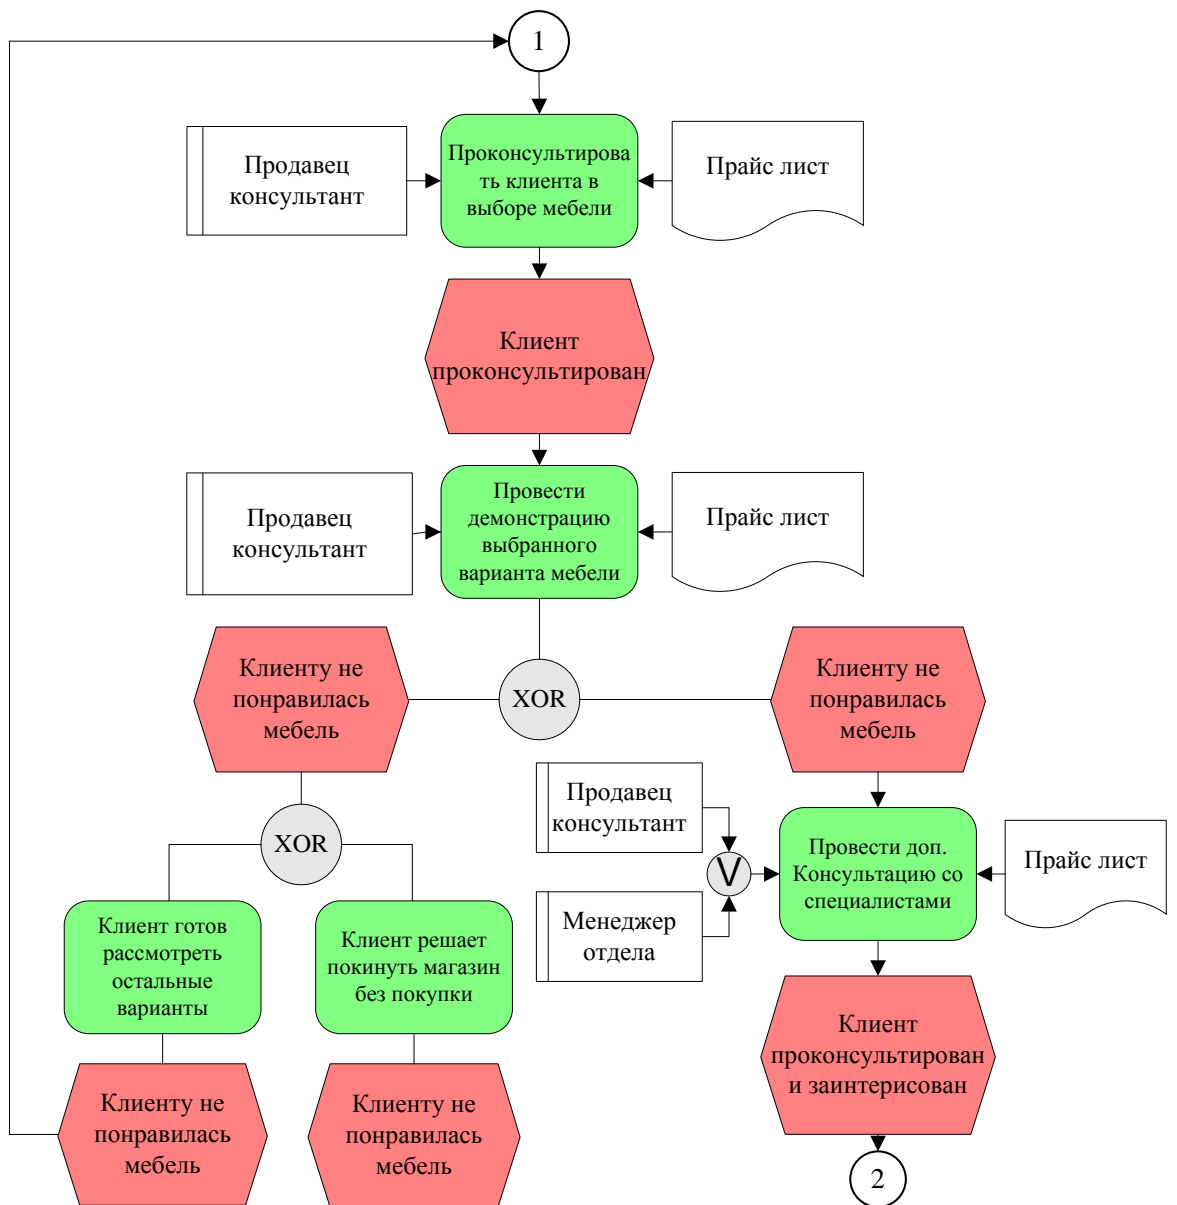 1
Продавец
консультант
Проконсультирова
ть клиента в
выборе мебели
Прайс лист
Клиент
проконсультирован
Продавец
консультант
Провести
демонстрацию
выбранного
варианта мебели
Прайс лист
Клиенту не
понравилась
мебель
XOR
Клиенту не
понравилась
мебель
XOR
Продавец
консультант
V
Менеджер
отдела
Провести доп.
Консультацию со
специалистами
Прайс лист
Клиент готов
рассмотреть
остальные
варианты
Клиент решает
покинуть магазин
без покупки
Клиент
проконсультирован
и заинтерисован
Клиенту не
понравилась
мебель
Клиенту не
понравилась
мебель
2